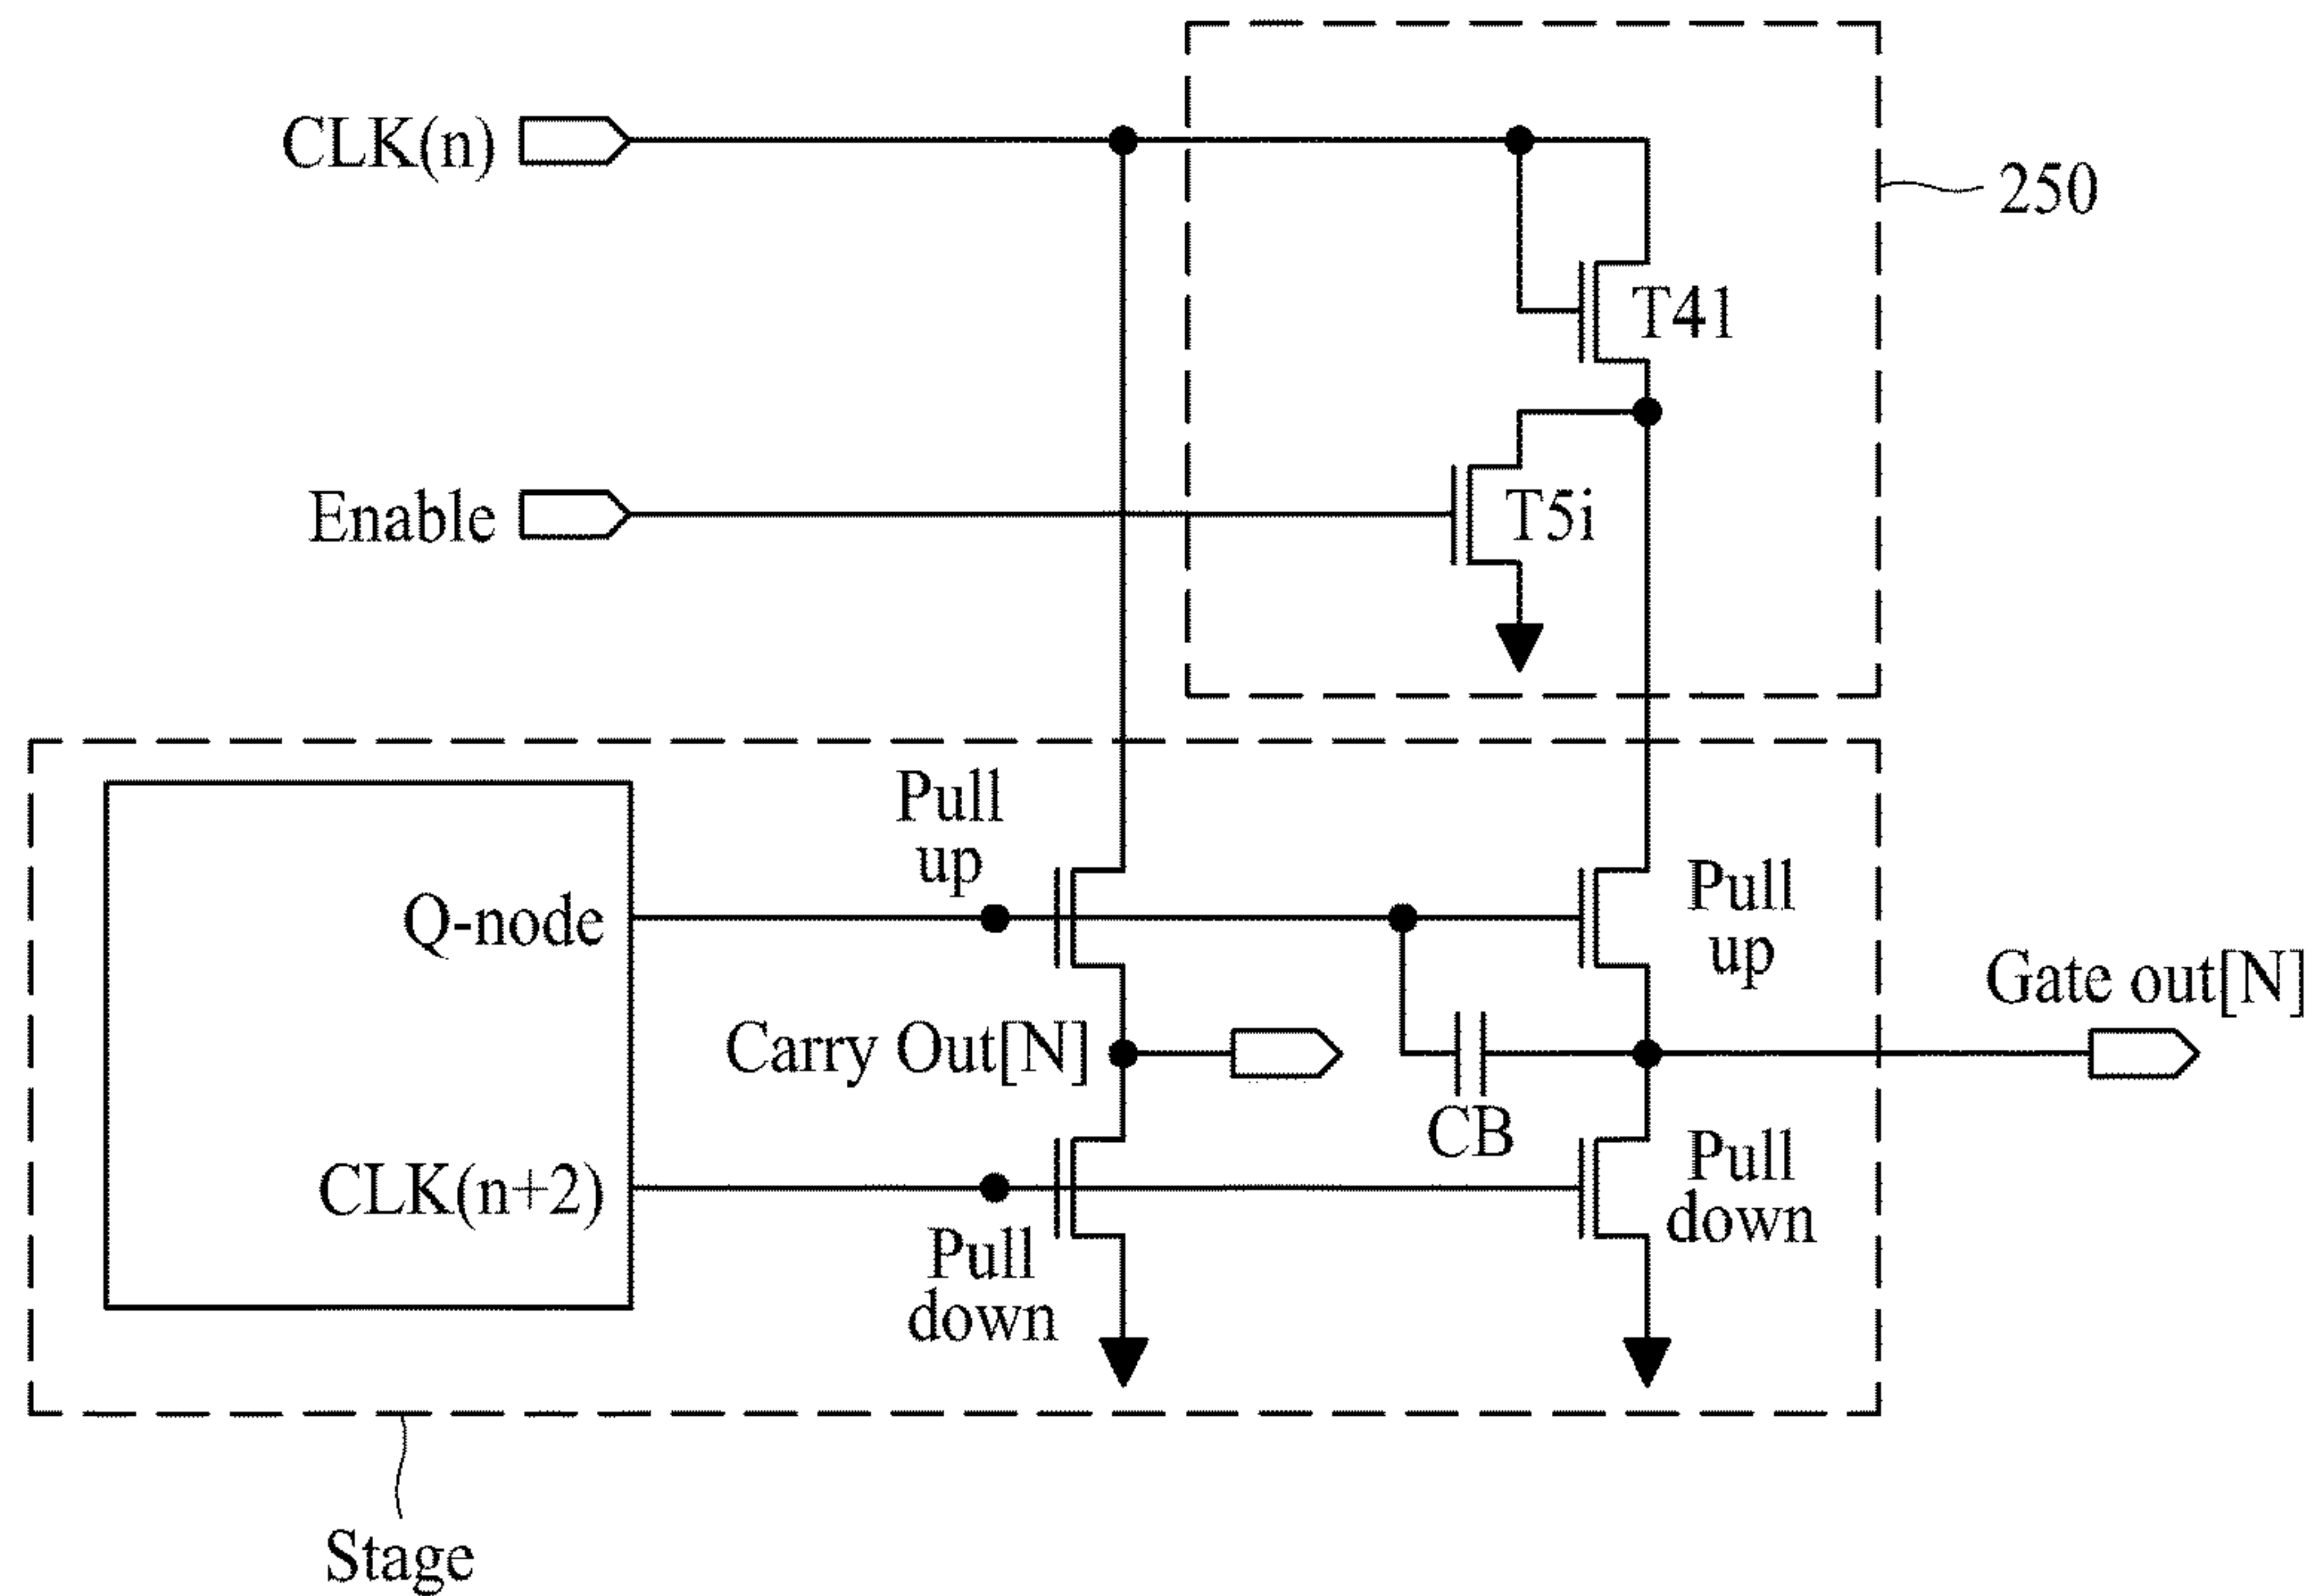 CLK(n)
250
T41
Enable
T5i
Pull
up
Pull
up
Q-node
Gate out[N]
Carry Out[N]
CB
Pull
down
CLK(n+2)
Pull
down
Stage